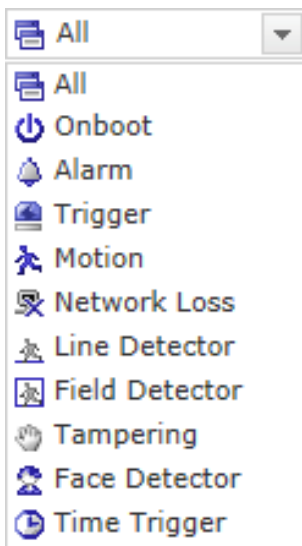 All
All
Onboot
Alarm
Trigger
Motion
Network Loss
Line Detector
Field Detector
Tampering
Face Detector
Time Trigger